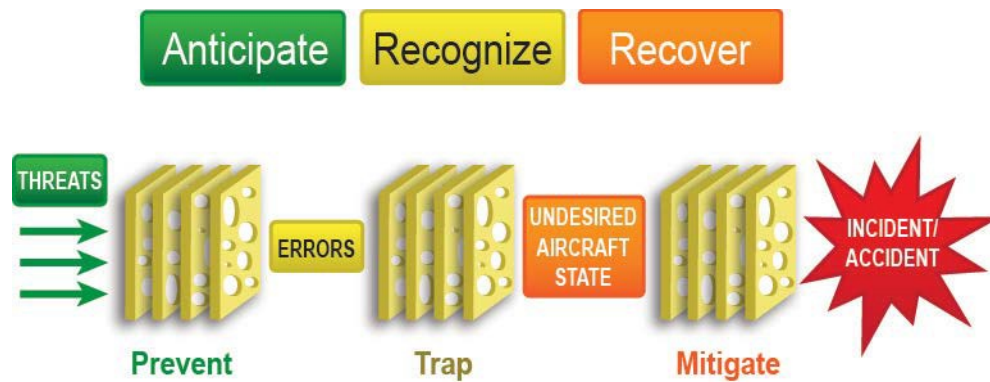 Anticipate
Recognize
Recover
THREATS
ERRORS
UNDESIRED
AIRCRAFT
STATE
INCIDENT/
ACCIDENT
Prevent
Trap
Mitigate